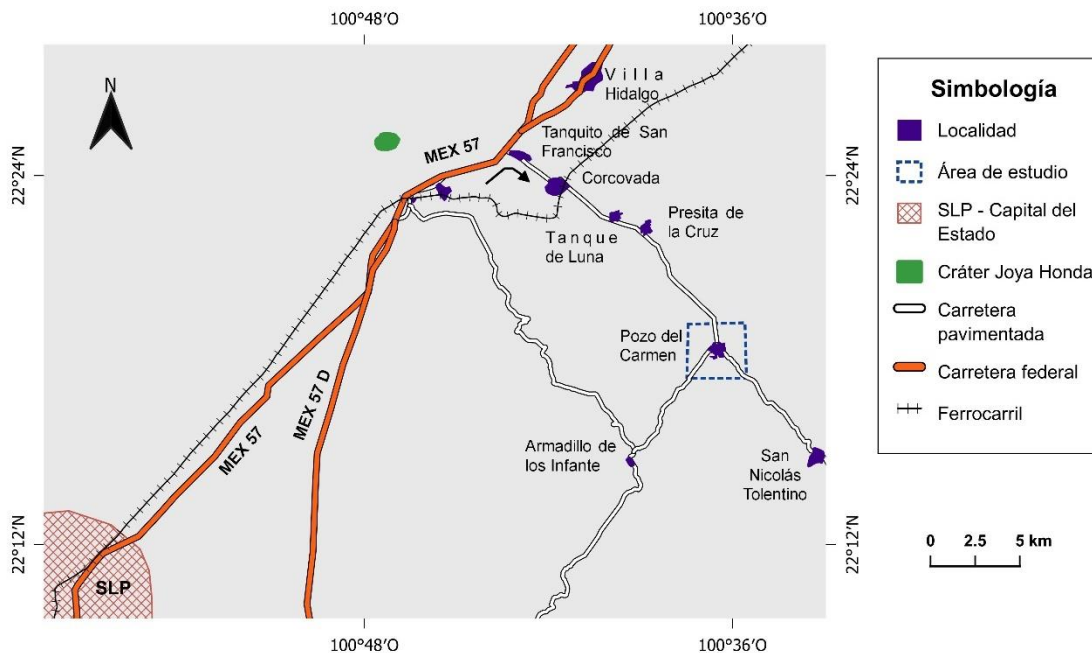 100°48'O
100°36'O
N
V i l l a
Hidalgo
Tanquito de San
Francisco
MEX 57
22°24'N
22°24'N
Corcovada
Presita de
la Cruz
T a n q u e
de Luna
Pozo del
Carmen
MEX 57 D
MEX 57
Armadillo de
los Infante
San
Nicolás
Tolentino
22°12'N
22°12'N
SLP
100°48'O
100°36'O
Simbología
Localidad
Área de estudio
SLP - Capital del
Estado
Cráter Joya Honda
Carretera
pavimentada
Carretera federal
Ferrocarril
0 2.5 5 km